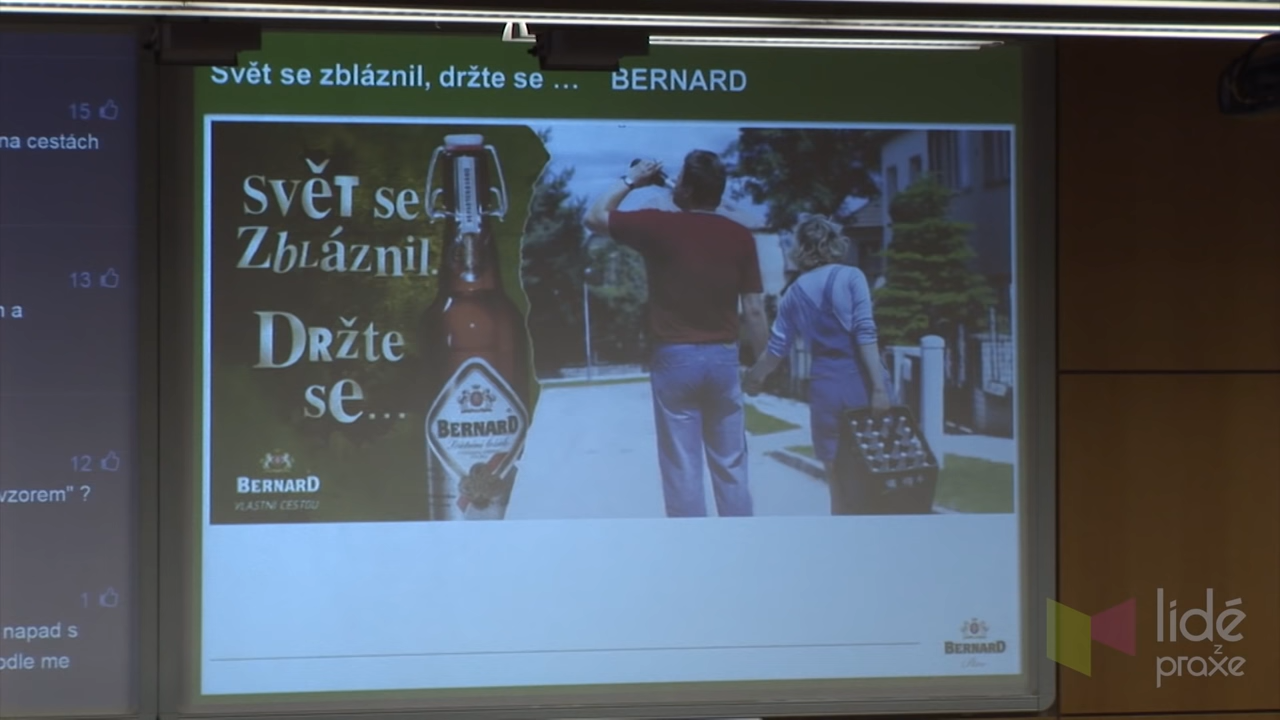 Svět se zbláznil, držte se ... BERNARD
15
na cestách
13
a
12
vzorem" ?
1
napad s
odle me
Svět se
Zbláznil.
Držte
se...
BERNARD
VLASTNÍ CESTOU
BERNARD
BERNARD
lidé
z
praxe